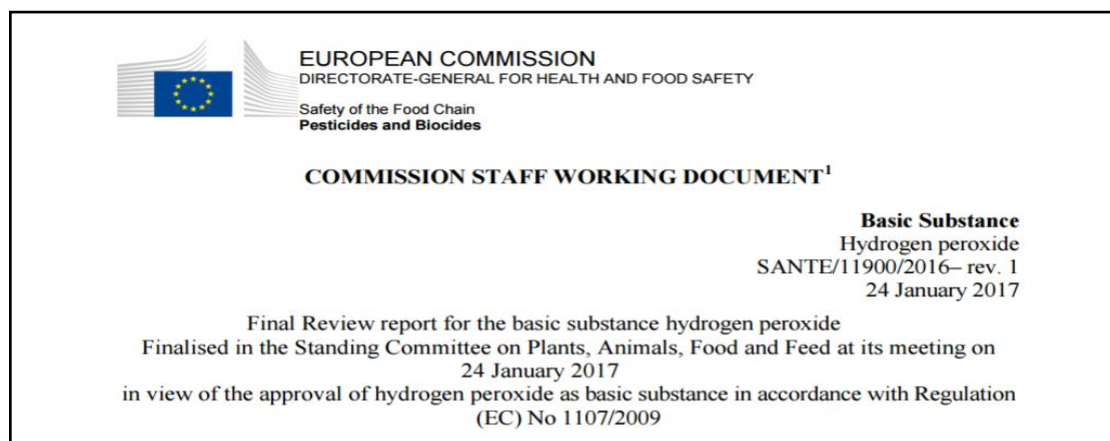 EUROPEAN COMMISSION
DIRECTORATE-GENERAL FOR HEALTH AND FOOD SAFETY
Safety of the Food Chain
Pesticides and Biocides
COMMISSION STAFF WORKING DOCUMENT¹
Basic Substance
Hydrogen peroxide
SANTE/11900/2016– rev. 1
24 January 2017
Final Review report for the basic substance hydrogen peroxide
Finalised in the Standing Committee on Plants, Animals, Food and Feed at its meeting on
24 January 2017
in view of the approval of hydrogen peroxide as basic substance in accordance with Regulation
(EC) No 1107/2009